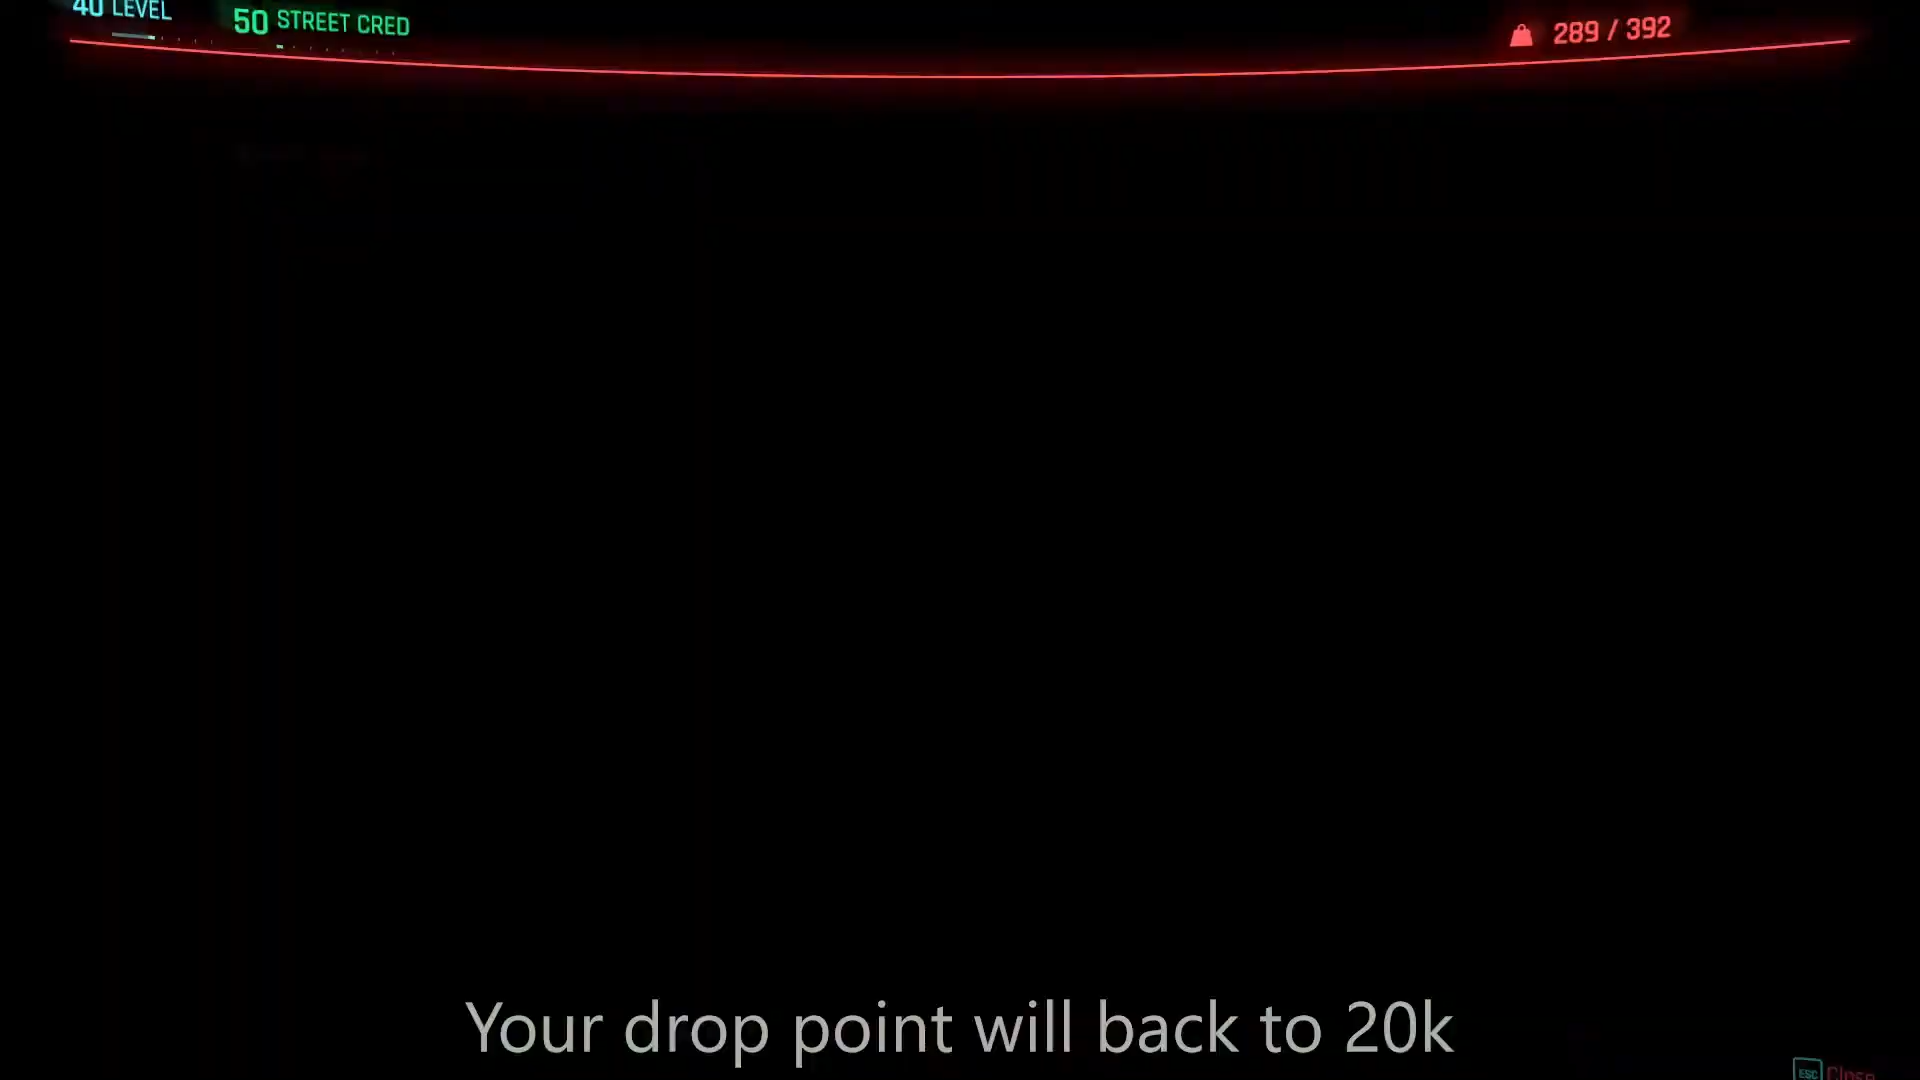 40 LEVEL
50 STREET CRED
289 / 392
Your drop point will back to 20k
ESC Close